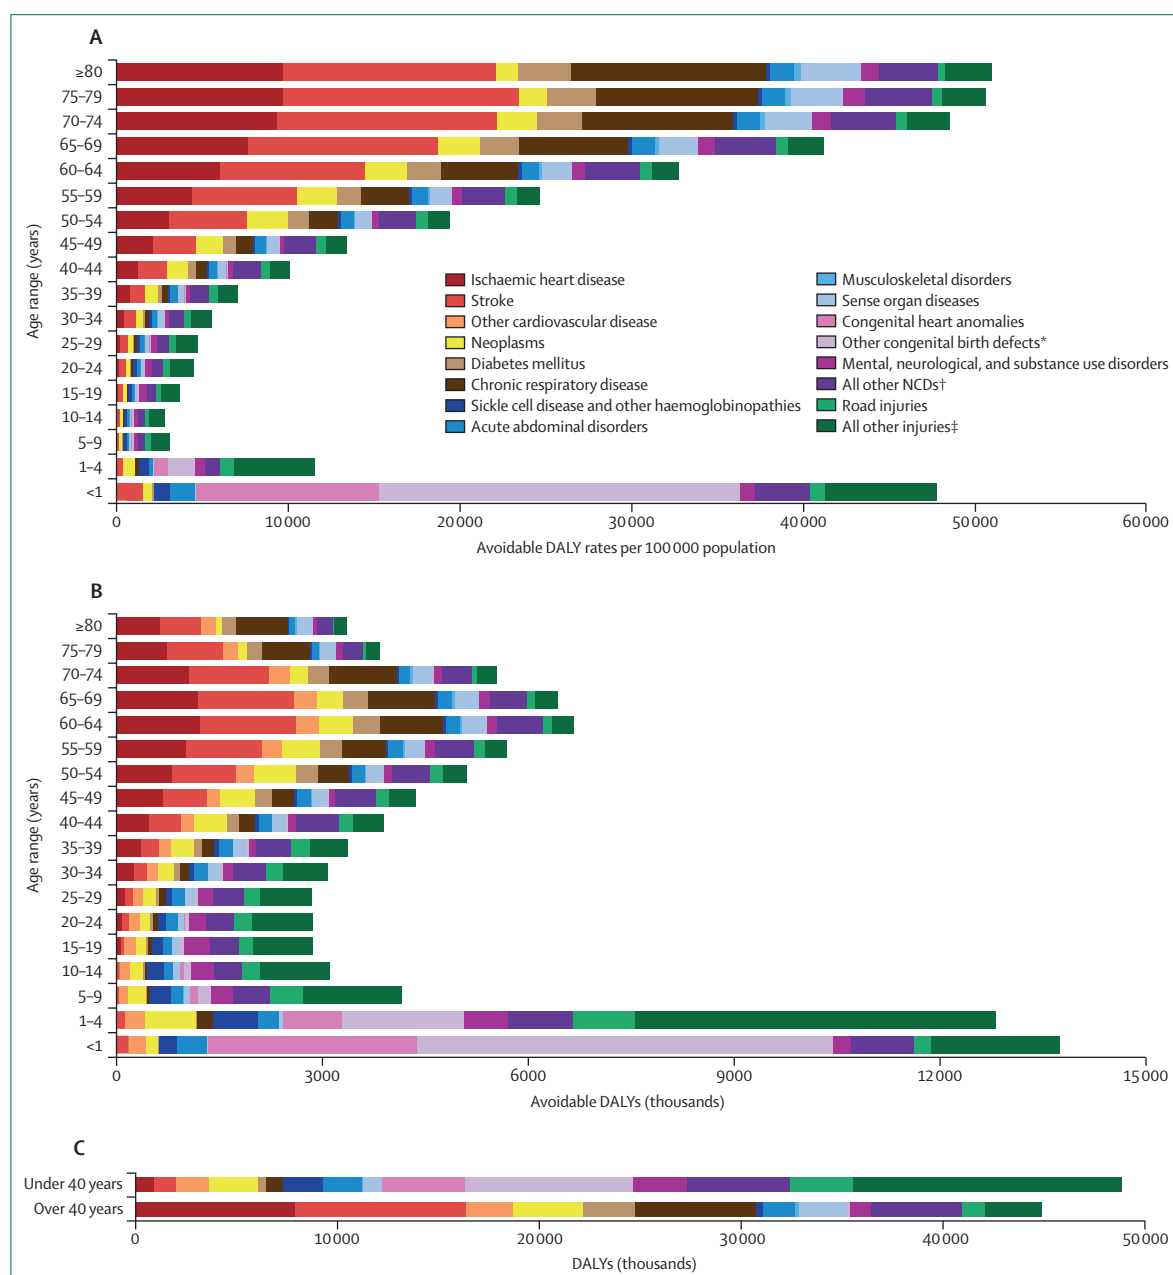 A
≥80
75–79
70–74
65–69
60–64
55–59
50–54
45–49
40–44
35–39
30–34
25–29
20–24
15–19
10–14
5–9
1–4
<1
Age range (years)
Ischaemic heart disease
Stroke
Other cardiovascular disease
Neoplasms
Diabetes mellitus
Chronic respiratory disease
Sickle cell disease and other haemoglobinopathies
Acute abdominal disorders
Musculoskeletal disorders
Sense organ diseases
Congenital heart anomalies
Other congenital birth defects*
Mental, neurological, and substance use disorders
All other NCDs†
Road injuries
All other injuries‡
0 10 000 20 000 30 000 40 000 50 000 60 000
Avoidable DALY rates per 100 000 population
B
≥80
75–79
70–74
65–69
60–64
55–59
50–54
45–49
40–44
35–39
30–34
25–29
20–24
15–19
10–14
5–9
1–4
<1
Age range (years)
0 3000 6000 9000 12 000 15 000
Avoidable DALYs (thousands)
C
Under 40 years
Over 40 years
0 10 000 20 000 30 000 40 000 50 000
DALYs (thousands)